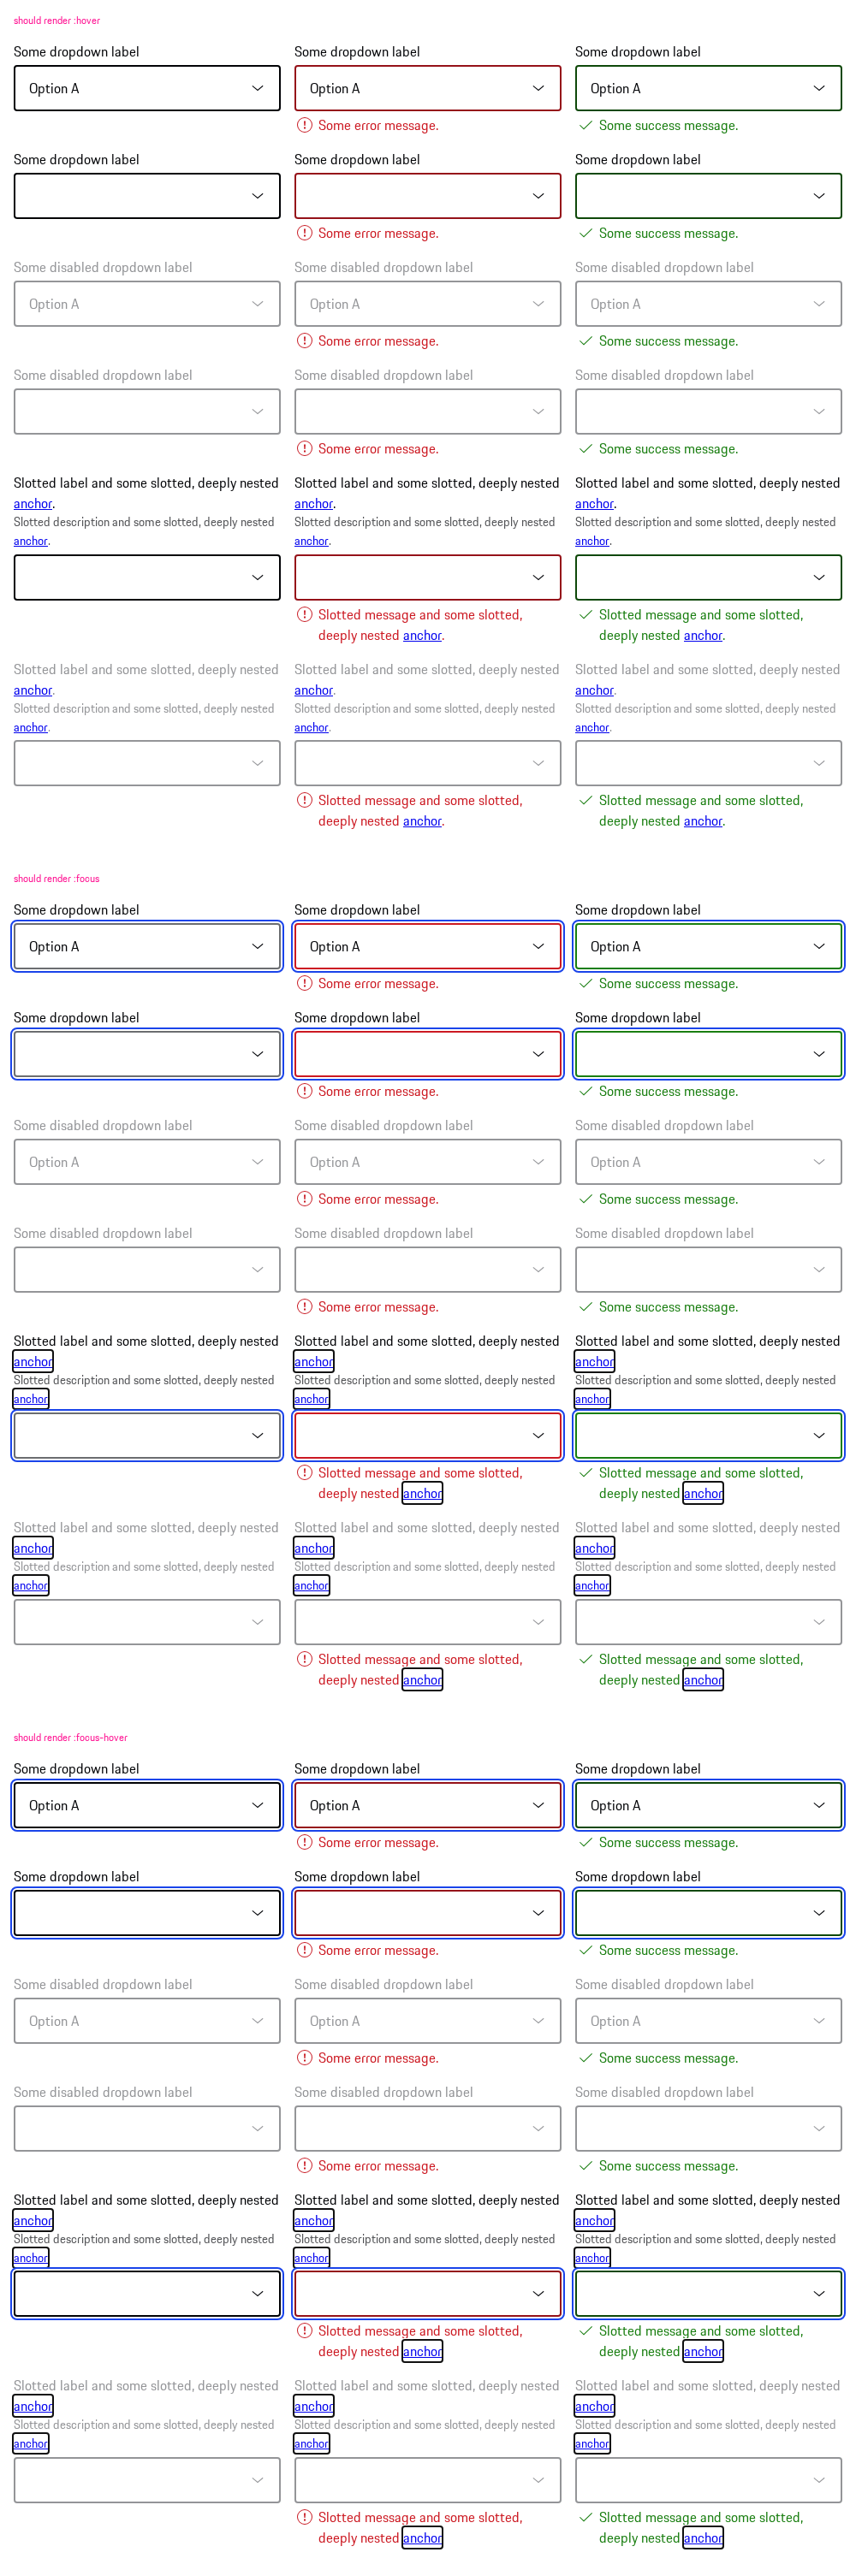 should render :hover
Some dropdown label Some dropdown label Some dropdown label
Option A Option A Option A
Some error message. Some success message.
Some dropdown label Some dropdown label Some dropdown label
Some error message. Some success message.
Some disabled dropdown label Some disabled dropdown label Some disabled dropdown label
Option A Option A Option A
Some error message. Some success message.
Some disabled dropdown label Some disabled dropdown label Some disabled dropdown label
Some error message. Some success message.
Slotted label and some slotted, deeply nested Slotted label and some slotted, deeply nested Slotted label and some slotted, deeply nested
anchor. anchor. anchor.
Slotted description and some slotted, deeply nested Slotted description and some slotted, deeply nested Slotted description and some slotted, deeply nested
anchor. anchor. anchor.
Slotted message and some slotted, Slotted message and some slotted,
deeply nested anchor. deeply nested anchor.
Slotted label and some slotted, deeply nested Slotted label and some slotted, deeply nested Slotted label and some slotted, deeply nested
anchor. anchor. anchor.
Slotted description and some slotted, deeply nested Slotted description and some slotted, deeply nested Slotted description and some slotted, deeply nested
anchor. anchor. anchor.
Slotted message and some slotted, Slotted message and some slotted,
deeply nested anchor. deeply nested anchor.
should render :focus
Some dropdown label Some dropdown label Some dropdown label
Option A Option A Option A
Some error message. Some success message.
Some dropdown label Some dropdown label Some dropdown label
Some error message. Some success message.
Some disabled dropdown label Some disabled dropdown label Some disabled dropdown label
Option A Option A Option A
Some error message. Some success message.
Some disabled dropdown label Some disabled dropdown label Some disabled dropdown label
Some error message. Some success message.
Slotted label and some slotted, deeply nested Slotted label and some slotted, deeply nested Slotted label and some slotted, deeply nested
anchor anchor anchor
Slotted description and some slotted, deeply nested Slotted description and some slotted, deeply nested Slotted description and some slotted, deeply nested
anchor anchor anchor
Slotted message and some slotted, Slotted message and some slotted,
deeply nested anchor deeply nested anchor
Slotted label and some slotted, deeply nested Slotted label and some slotted, deeply nested Slotted label and some slotted, deeply nested
anchor anchor anchor
Slotted description and some slotted, deeply nested Slotted description and some slotted, deeply nested Slotted description and some slotted, deeply nested
anchor anchor anchor
Slotted message and some slotted, Slotted message and some slotted,
deeply nested anchor deeply nested anchor
should render :focus-hover
Some dropdown label Some dropdown label Some dropdown label
Option A Option A Option A
Some error message. Some success message.
Some dropdown label Some dropdown label Some dropdown label
Some error message. Some success message.
Some disabled dropdown label Some disabled dropdown label Some disabled dropdown label
Option A Option A Option A
Some error message. Some success message.
Some disabled dropdown label Some disabled dropdown label Some disabled dropdown label
Some error message. Some success message.
Slotted label and some slotted, deeply nested Slotted label and some slotted, deeply nested Slotted label and some slotted, deeply nested
anchor anchor anchor
Slotted description and some slotted, deeply nested Slotted description and some slotted, deeply nested Slotted description and some slotted, deeply nested
anchor anchor anchor
Slotted message and some slotted, Slotted message and some slotted,
deeply nested anchor deeply nested anchor
Slotted label and some slotted, deeply nested Slotted label and some slotted, deeply nested Slotted label and some slotted, deeply nested
anchor anchor anchor
Slotted description and some slotted, deeply nested Slotted description and some slotted, deeply nested Slotted description and some slotted, deeply nested
anchor anchor anchor
Slotted message and some slotted, Slotted message and some slotted,
deeply nested anchor deeply nested anchor